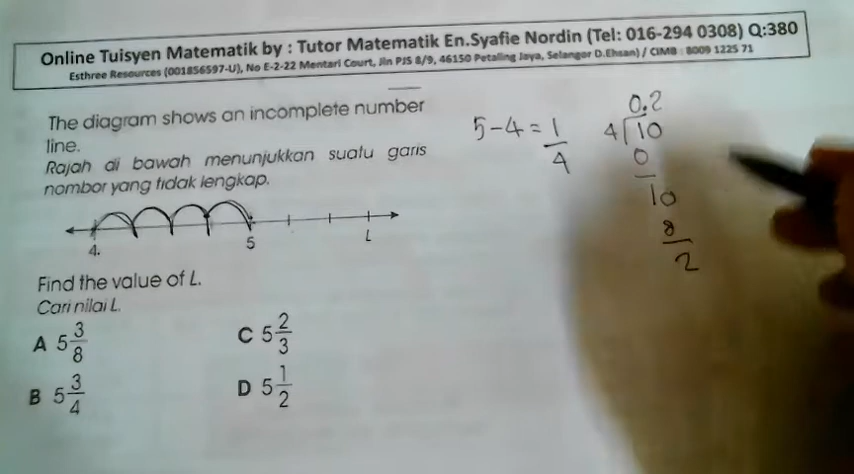 Online Tuisyen Matematik by : Tutor Matematik En.Syafie Nordin (Tel: 016-294 0308) Q:380
Esthree Resources (001856597-U), No E-2-22 Mentari Court, Jln PJS 8/9, 46150 Petaling Jaya, Selangor D.Ehsan) / CIMB : 8009 1225 71
The diagram shows an incomplete number
line.
Rajah di bawah menunjukkan suatu garis
nombor yang tidak lengkap.
4. 5 L
Find the value of L.
Cari nilai L.
A 5 3/8
C 5 2/3
B 5 3/4
D 5 1/2
5-4 = 1/4
0.2
4 10
0
10
8
2